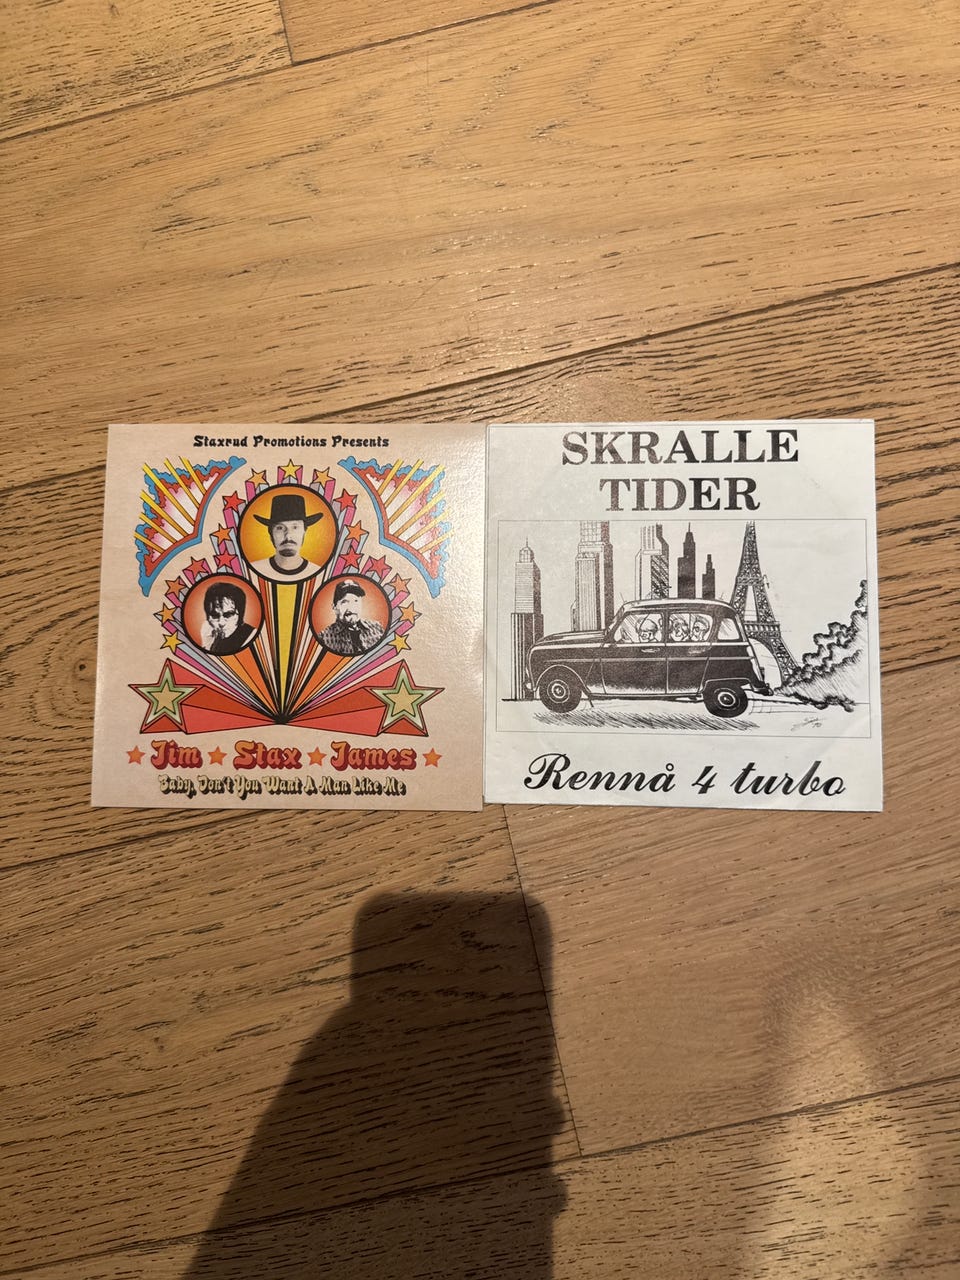 Staxrud Promotions Presents
Jim ★ Stax ★ James
Baby, Don't You Want A Man Like Me
SKRALLE
TIDER
Rennå 4 turbo